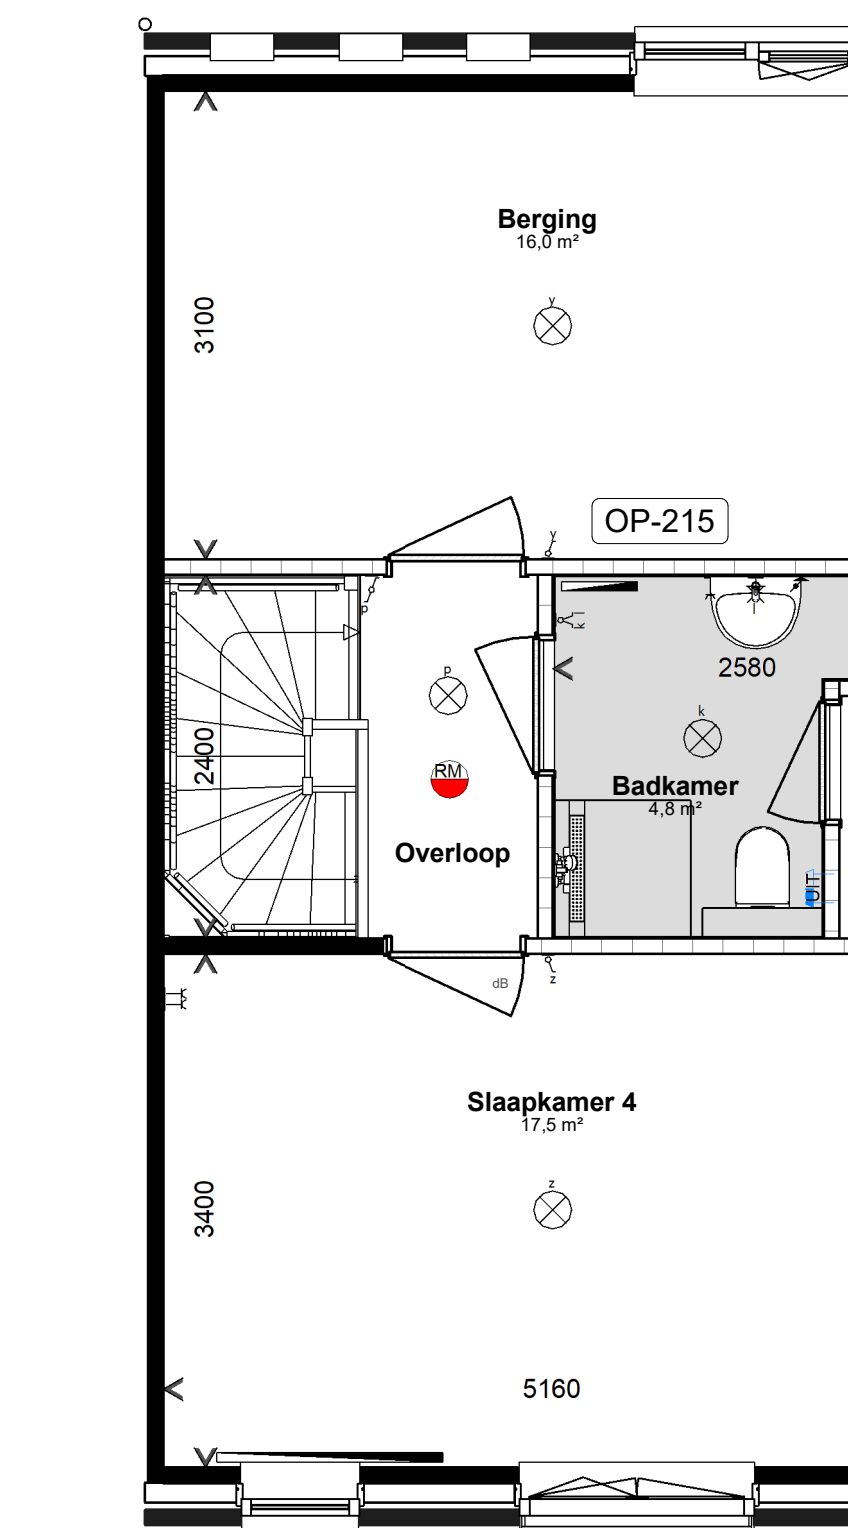 Berging
16,0 m²
y
3100
OP-215
y
p
k
l
l
2580
p
k
2400
RM
Badkamer
4,8 m²
Overloop
UIT
z
dB
Slaapkamer 4
17,5 m²
z
3400
5160